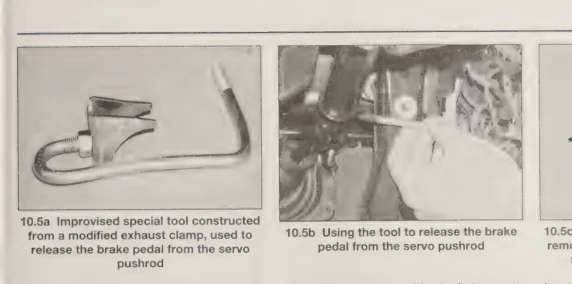 10.5a Improvised special tool constructed
from a modified exhaust clamp, used to
release the brake pedal from the servo
pushrod
10.5b Using the tool to release the brake
pedal from the servo pushrod
10.5c